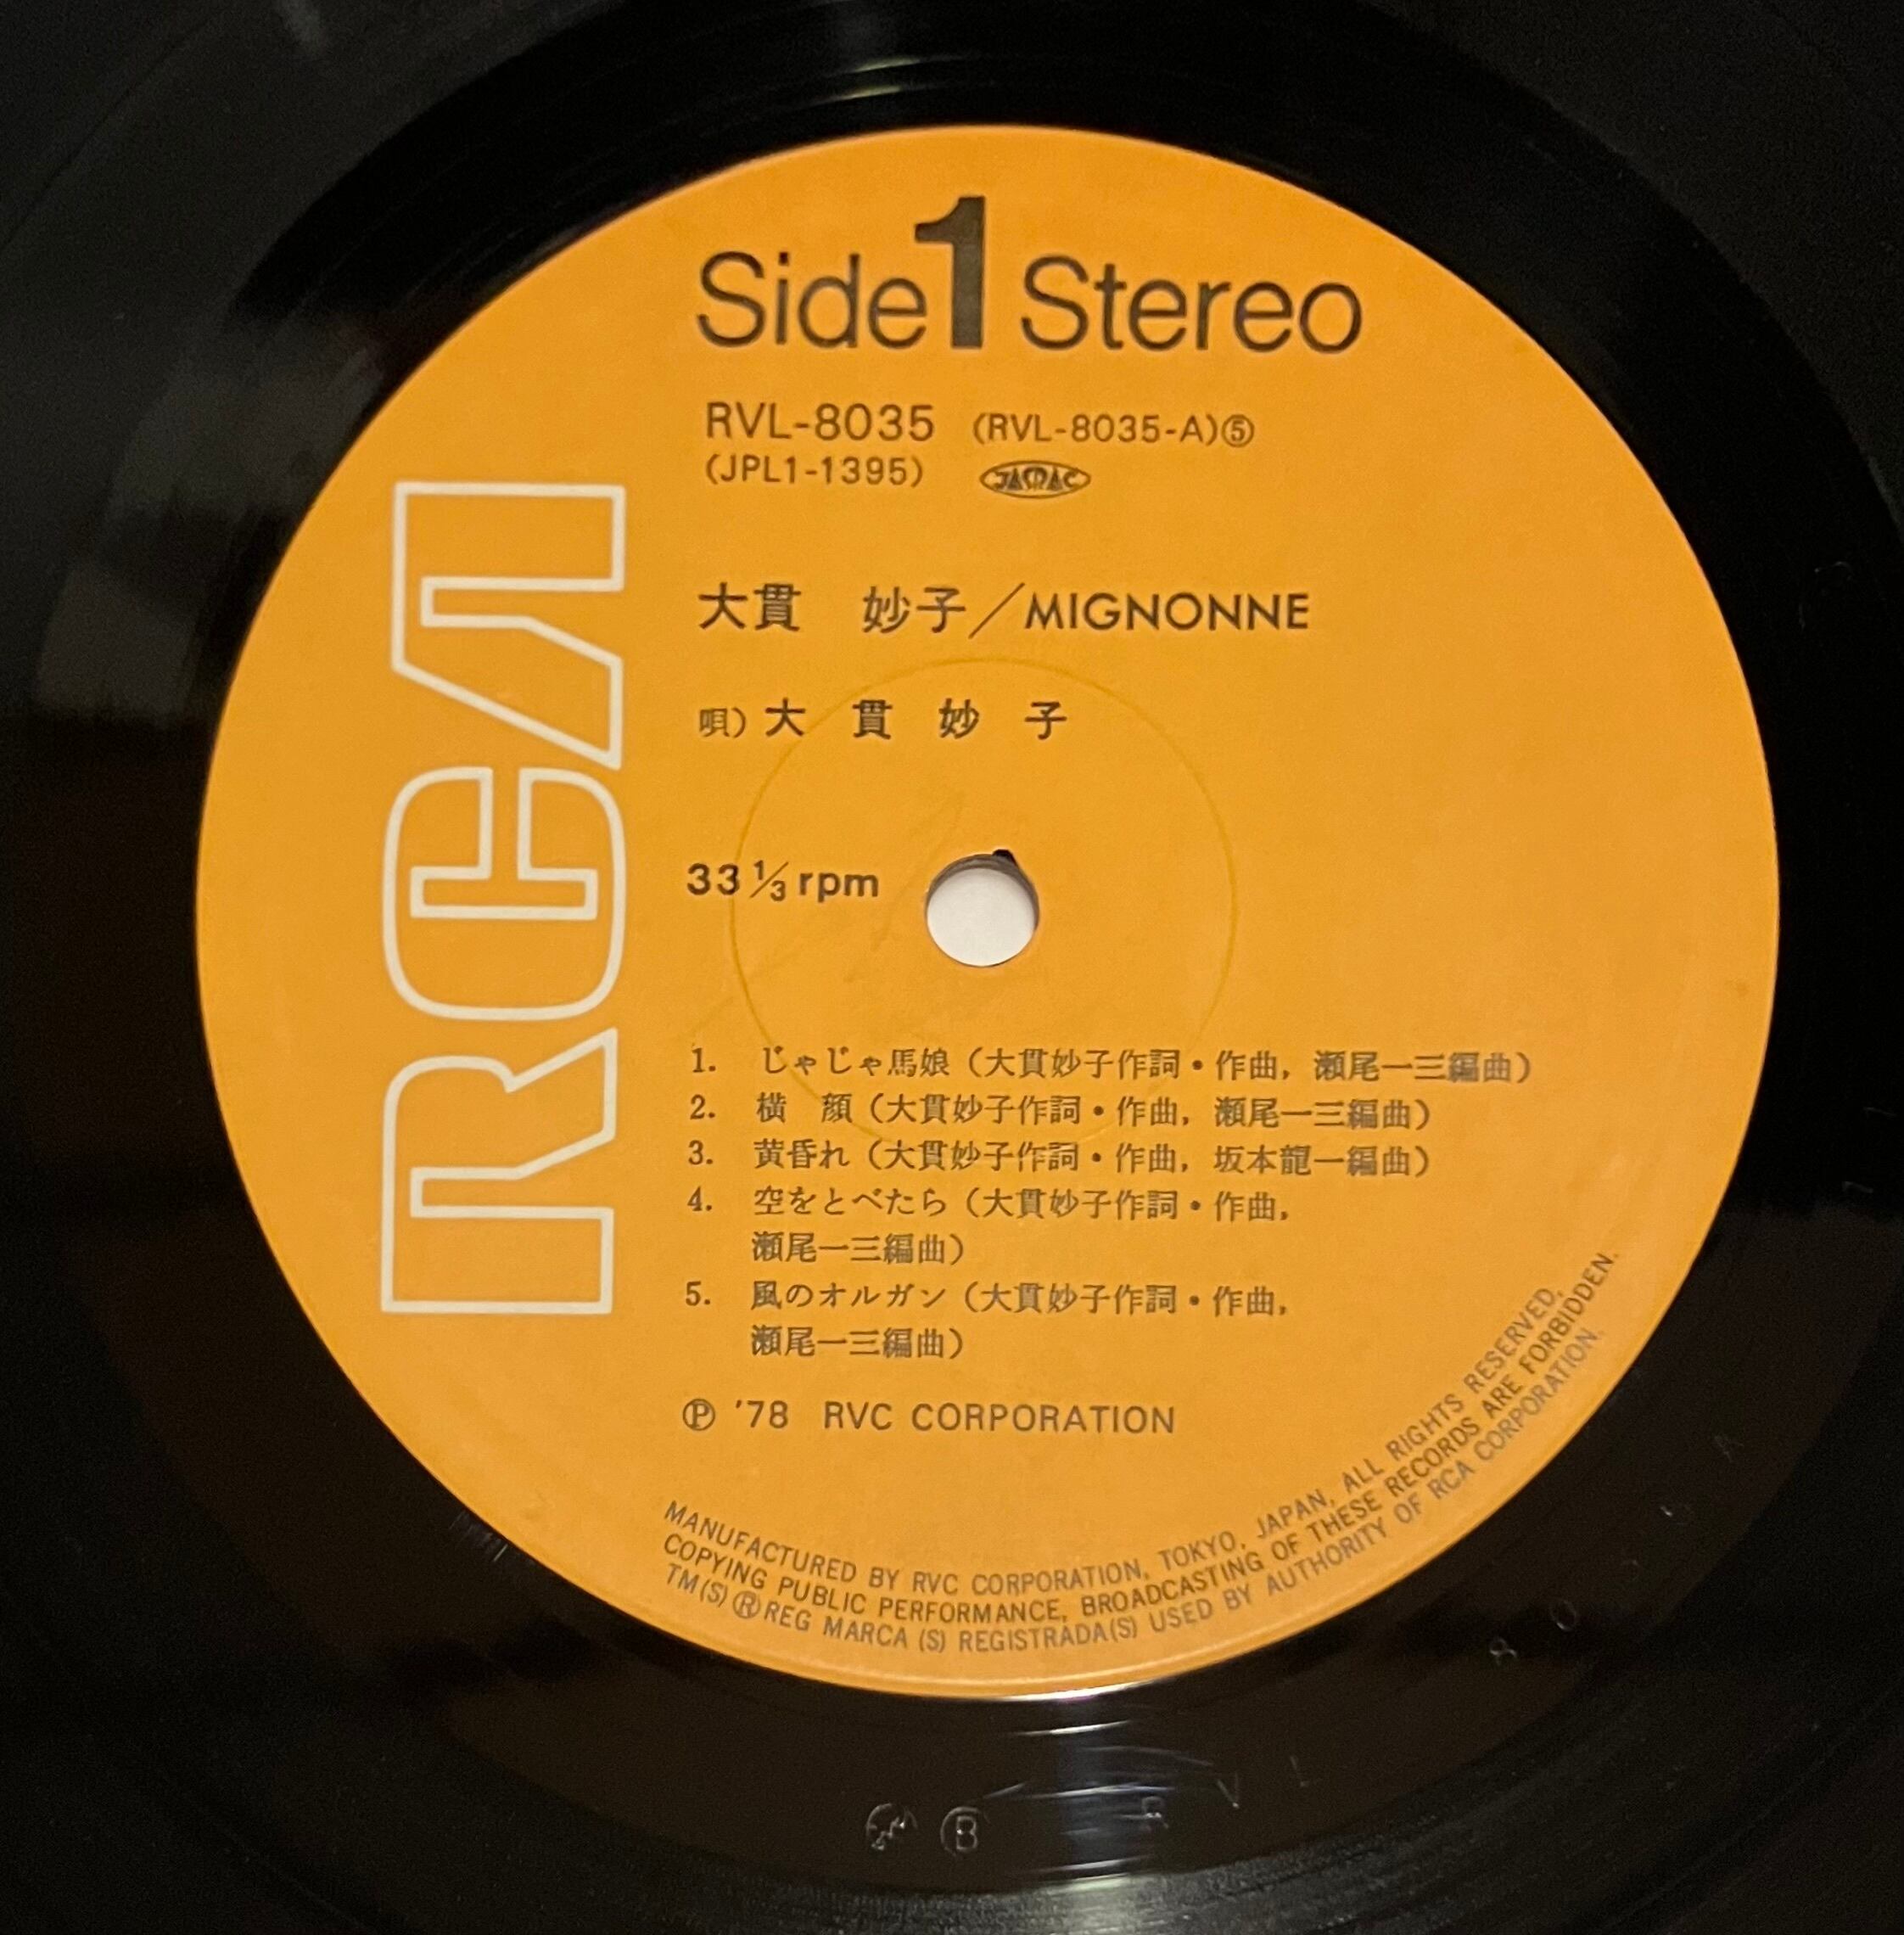 Side 1 Stereo
RVL-8035 (RVL-8035-A)⑤
(JPL1-1395) JASRAC
大貫 妙子／MIGNONNE
唄）大 貫 妙 子
33 1/3 rpm
RCA
1. じゃじゃ馬娘（大貫妙子作詞・作曲，瀬尾一三編曲）
2. 横 顔（大貫妙子作詞・作曲，瀬尾一三編曲）
3. 黄昏れ（大貫妙子作詞・作曲，坂本龍一編曲）
4. 空をとべたら（大貫妙子作詞・作曲，
瀬尾一三編曲）
5. 風のオルガン（大貫妙子作詞・作曲，
瀬尾一三編曲）
Ⓟ '78 RVC CORPORATION
MANUFACTURED BY RVC CORPORATION, TOKYO, JAPAN, ALL RIGHTS RESERVED,
COPYING PUBLIC PERFORMANCE, BROADCASTING OF THESE RECORDS ARE FORBIDDEN.
TM(S) ® REG MARCA (S) REGISTRADA(S) USED BY AUTHORITY OF RCA CORPORATION.
Ⓑ R V L